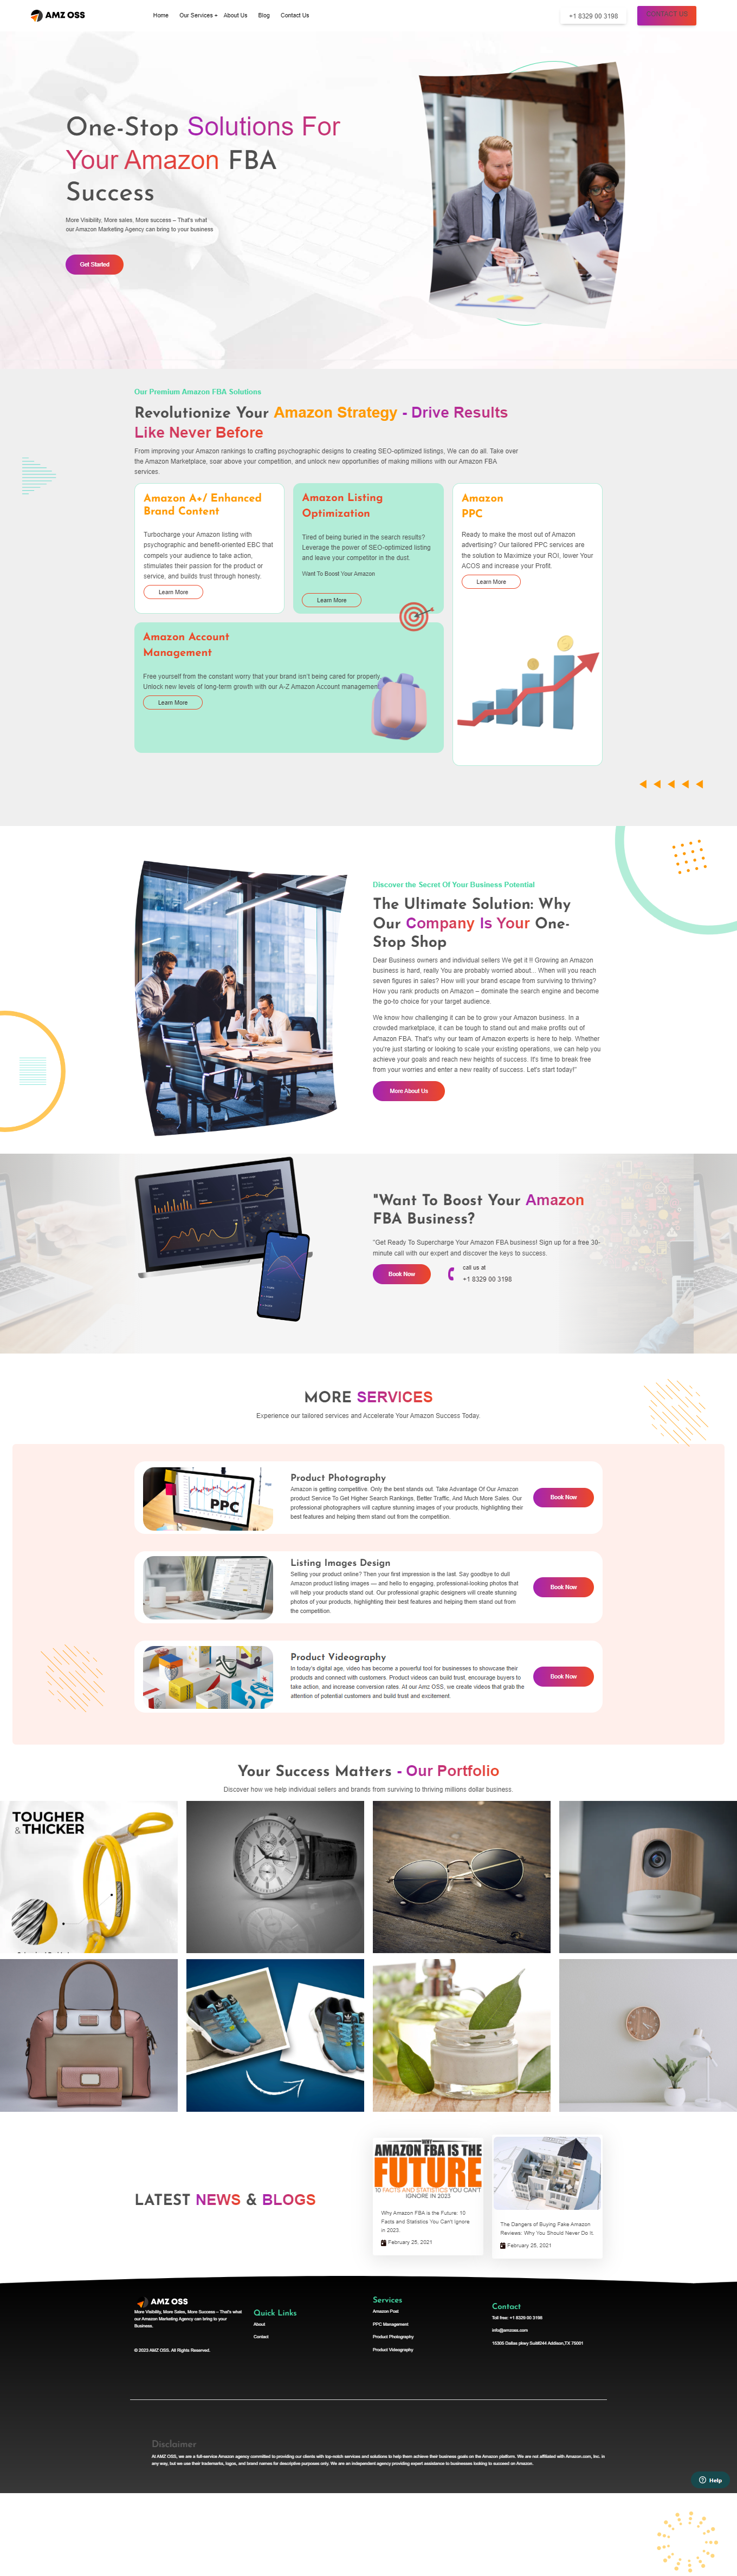 AMZ OSS
Home
Our Services
About Us
Blog
Contact Us
+1 8329 00 3198
CONTACT US
One-Stop Solutions For
Your Amazon FBA
Success
More Visibility, More sales, More success – That's what
our Amazon Marketing Agency can bring to your business
Get Started
Our Premium Amazon FBA Solutions
Revolutionize Your Amazon Strategy - Drive Results
Like Never Before
From improving your Amazon rankings to crafting psychographic designs to creating SEO-optimized listings, We can do all. Take over
the Amazon Marketplace, soar above your competition, and unlock new opportunities of making millions with our Amazon FBA
services.
Amazon A+/ Enhanced
Brand Content
Turbocharge your Amazon listing with
psychographic and benefit-oriented EBC that
compels your audience to take action,
stimulates their passion for the product or
service, and builds trust through honesty.
Learn More
Amazon Listing
Optimization
Tired of being buried in the search results?
Leverage the power of SEO-optimized listing
and leave your competitor in the dust.
Want To Boost Your Amazon
Learn More
Amazon
PPC
Ready to make the most out of Amazon
advertising? Our tailored PPC services are
the solution to Maximize your ROI, lower Your
ACOS and increase your Profit.
Learn More
Amazon Account
Management
Free yourself from the constant worry that your brand isn't being cared for properly.
Unlock new levels of long-term growth with our A-Z Amazon Account management
Learn More
Discover the Secret Of Your Business Potential
The Ultimate Solution: Why
Our Company Is Your One-
Stop Shop
Dear Business owners and individual sellers We get it !! Growing an Amazon
business is hard, really You are probably worried about... When will you reach
seven figures in sales? How will your brand escape from surviving to thriving?
How you rank products on Amazon – dominate the search engine and become
the go-to choice for your target audience.
We know how challenging it can be to grow your Amazon business. In a
crowded marketplace, it can be tough to stand out and make profits out of
Amazon FBA. That's why our team of Amazon experts is here to help. Whether
you're just starting or looking to scale your existing operations, we can help you
achieve your goals and reach new heights of success. It's time to break free
from your worries and enter a new reality of success. Let's start today!"
More About Us
"Want To Boost Your Amazon
FBA Business?
"Get Ready To Supercharge Your Amazon FBA business! Sign up for a free 30-
minute call with our expert and discover the keys to success.
Book Now
call us at
+1 8329 00 3198
MORE SERVICES
Experience our tailored services and Accelerate Your Amazon Success Today.
PPC
Product Photography
Amazon is getting competitive. Only the best stands out. Take Advantage Of Our Amazon
product Service To Get Higher Search Rankings, Better Traffic, And Much More Sales. Our
professional photographers will capture stunning images of your products, highlighting their
best features and helping them stand out from the competition.
Book Now
Listing Images Design
Selling your product online? Then your first impression is the last. Say goodbye to dull
Amazon product listing images — and hello to engaging, professional-looking photos that
will help your products stand out. Our professional graphic designers will create stunning
photos of your products, highlighting their best features and helping them stand out from
the competition.
Book Now
Product Videography
In today's digital age, video has become a powerful tool for businesses to showcase their
products and connect with customers. Product videos can build trust, encourage buyers to
take action, and increase conversion rates. At our Amz OSS, we create videos that grab the
attention of potential customers and build trust and excitement.
Book Now
Your Success Matters - Our Portfolio
Discover how we help individual sellers and brands from surviving to thriving millions dollar business.
TOUGHER
& THICKER
LATEST NEWS & BLOGS
WHY
AMAZON FBA IS THE
FUTURE
10 FACTS AND STATISTICS YOU CAN'T
IGNORE IN 2023
Why Amazon FBA is the Future: 10
Facts and Statistics You Can't Ignore
in 2023.
February 25, 2021
The Dangers of Buying Fake Amazon
Reviews: Why You Should Never Do It.
February 25, 2021
AMZ OSS
More Visibility, More Sales, More Success – That's what
our Amazon Marketing Agency can bring to your
Business.
© 2023 AMZ OSS. All Rights Reserved.
Quick Links
About
Contact
Services
Amazon Post
PPC Management
Product Photography
Product Videography
Contact
Toll free: +1 8329 00 3198
info@amzoss.com
15305 Dallas pkwy Suit#244 Addison,TX 75001
Disclaimer
At AMZ OSS, we are a full-service Amazon agency committed to providing our clients with top-notch services and solutions to help them achieve their business goals on the Amazon platform. We are not affiliated with Amazon.com, Inc. in
any way, but we use their trademarks, logos, and brand names for descriptive purposes only. We are an independent agency providing expert assistance to businesses looking to succeed on Amazon.
Help